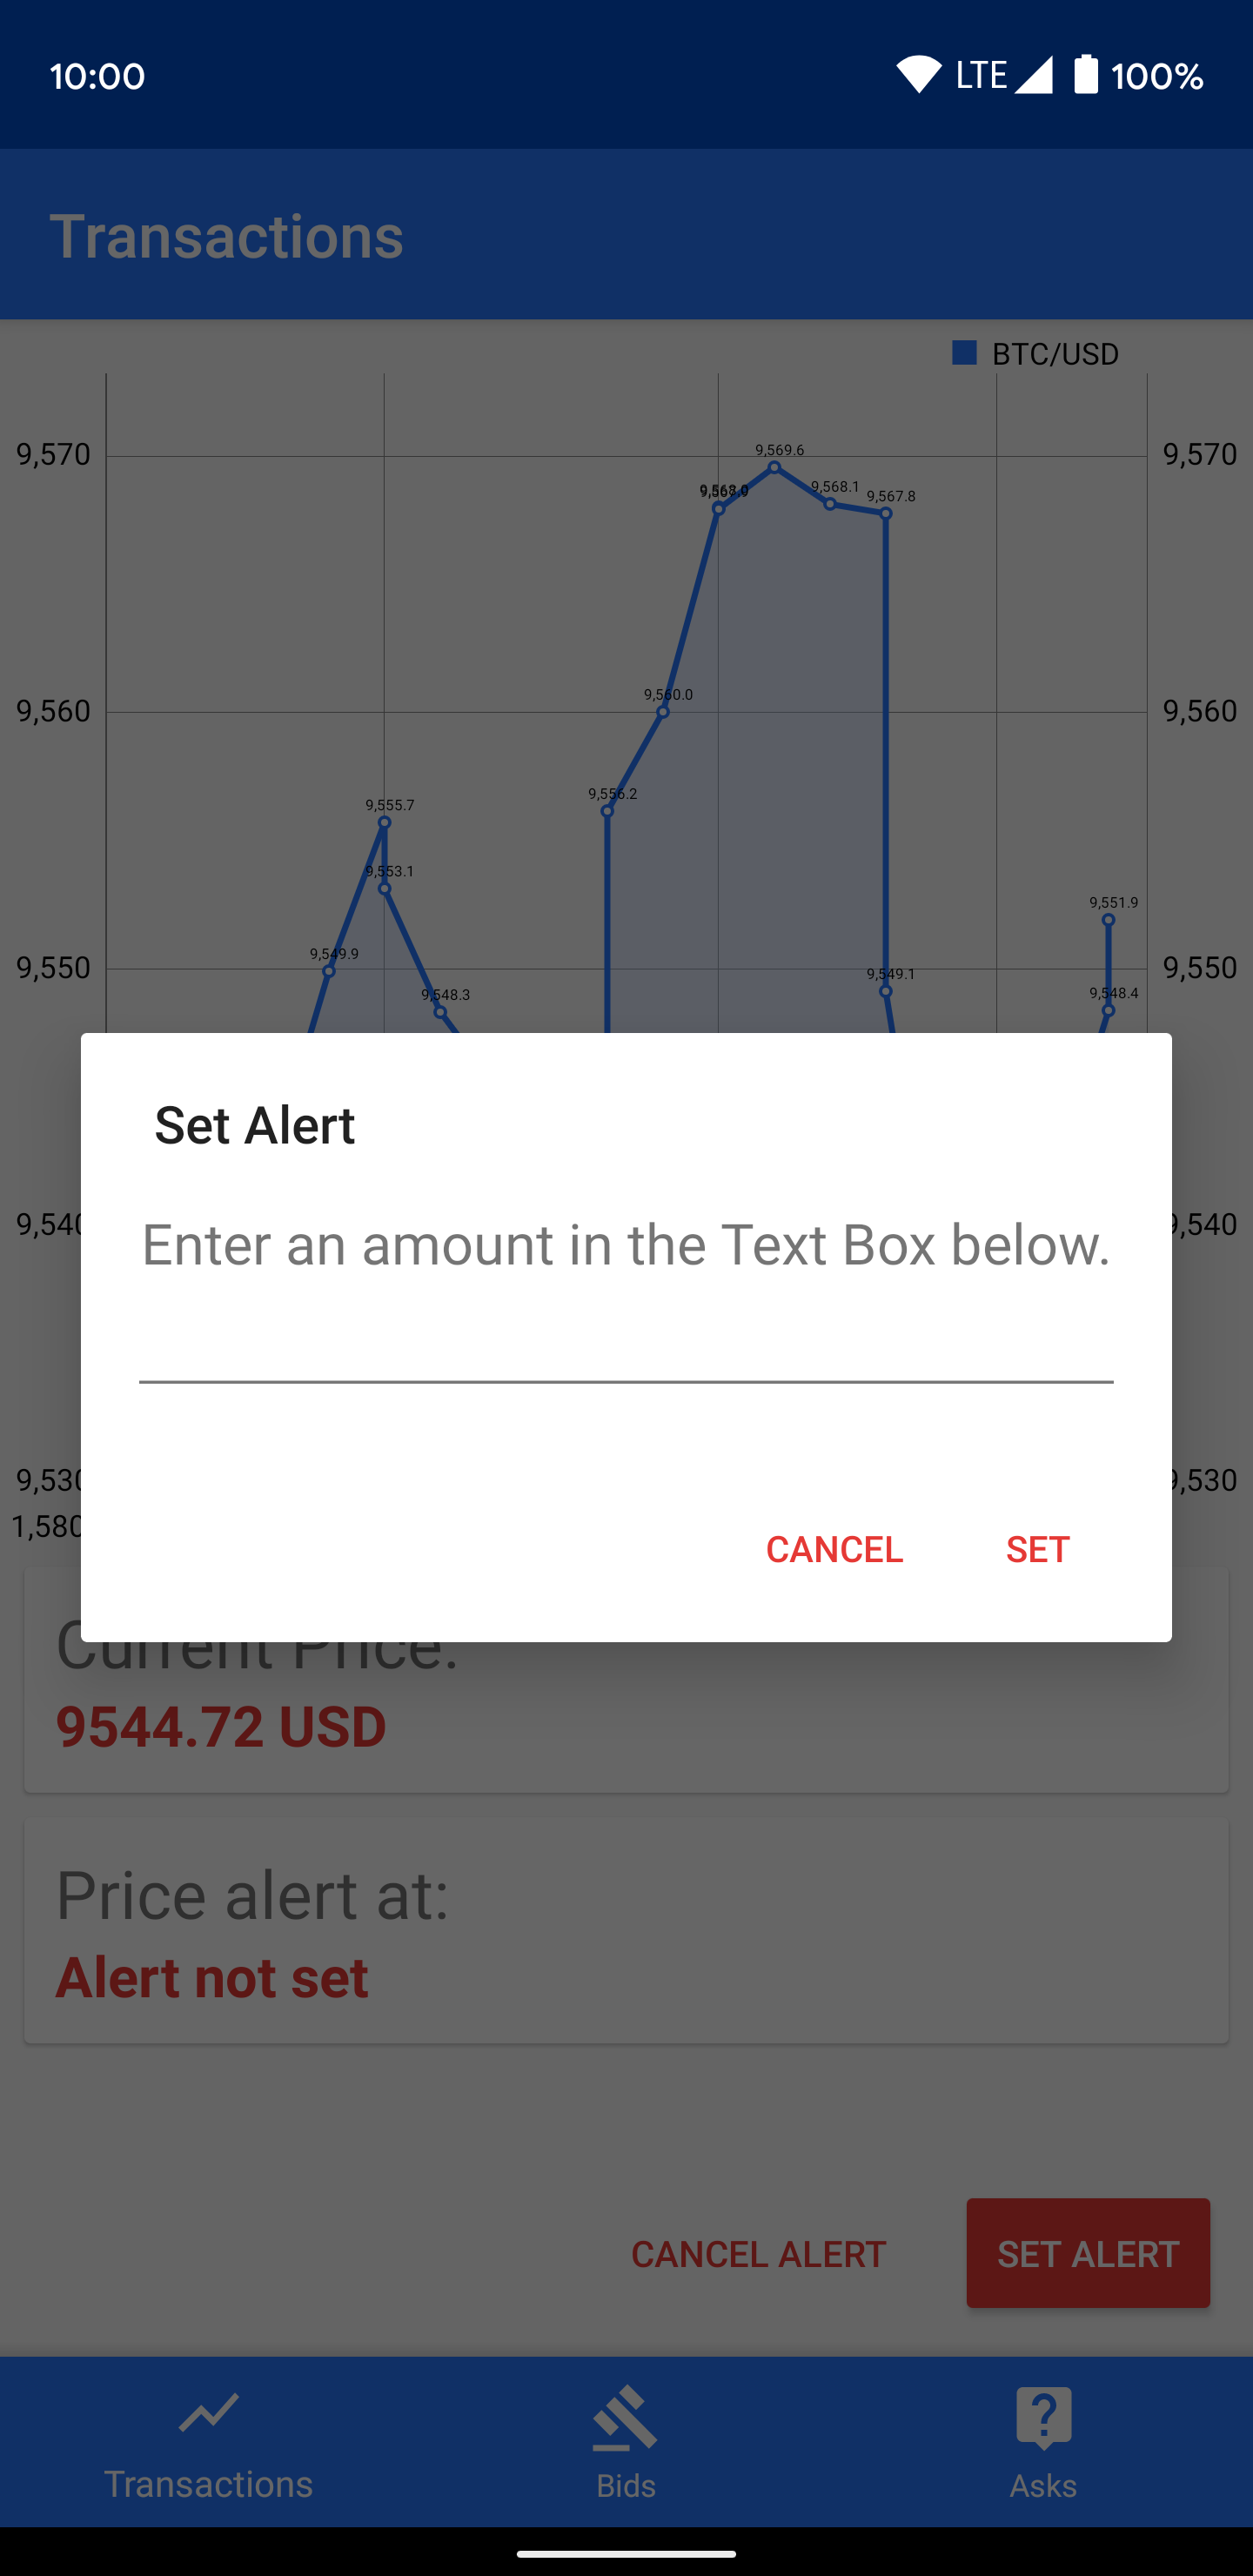 10:00 LTE 100%
Transactions
BTC/USD
9,570 9,570
9,569.6
9,568.1
9,567.8
9,560.0
9,560 9,560
9,556.2
9,555.7
9,553.1
9,551.9
9,549.9
9,550 9,550
9,549.1
9,548.3
9,548.4
Set Alert
9,540 9,540
Enter an amount in the Text Box below.
9,530 9,530
1,580
CANCEL SET
Current Price:
9544.72 USD
Price alert at:
Alert not set
CANCEL ALERT SET ALERT
Transactions Bids Asks